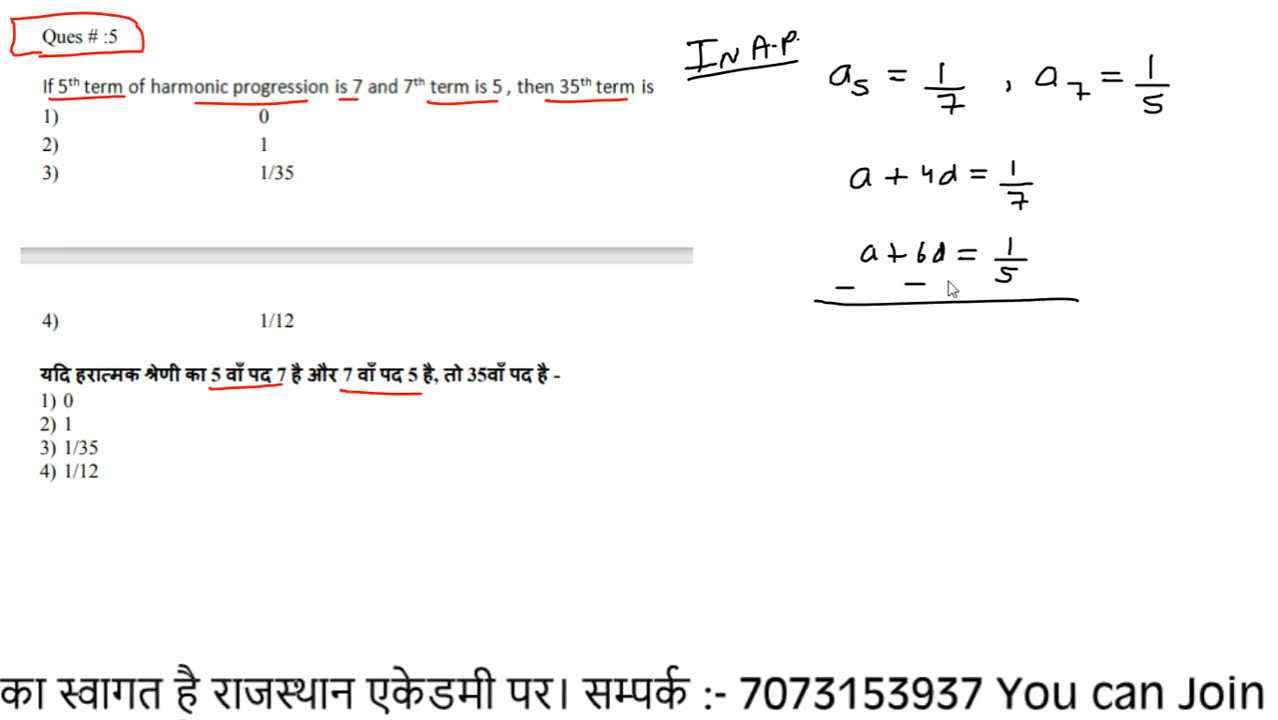 Ques # :5
If 5th term of harmonic progression is 7 and 7th term is 5 , then 35th term is
1) 0
2) 1
3) 1/35
4) 1/12
यदि हरात्मक श्रेणी का 5 वाँ पद 7 है और 7 वाँ पद 5 है, तो 35वाँ पद है -
1) 0
2) 1
3) 1/35
4) 1/12
IN A.P.
a5 = 1/7 , a7 = 1/5
a + 4d = 1/7
a + 6d = 1/5
− −
का स्वागत है राजस्थान एकेडमी पर। सम्पर्क :- 7073153937 You can Join